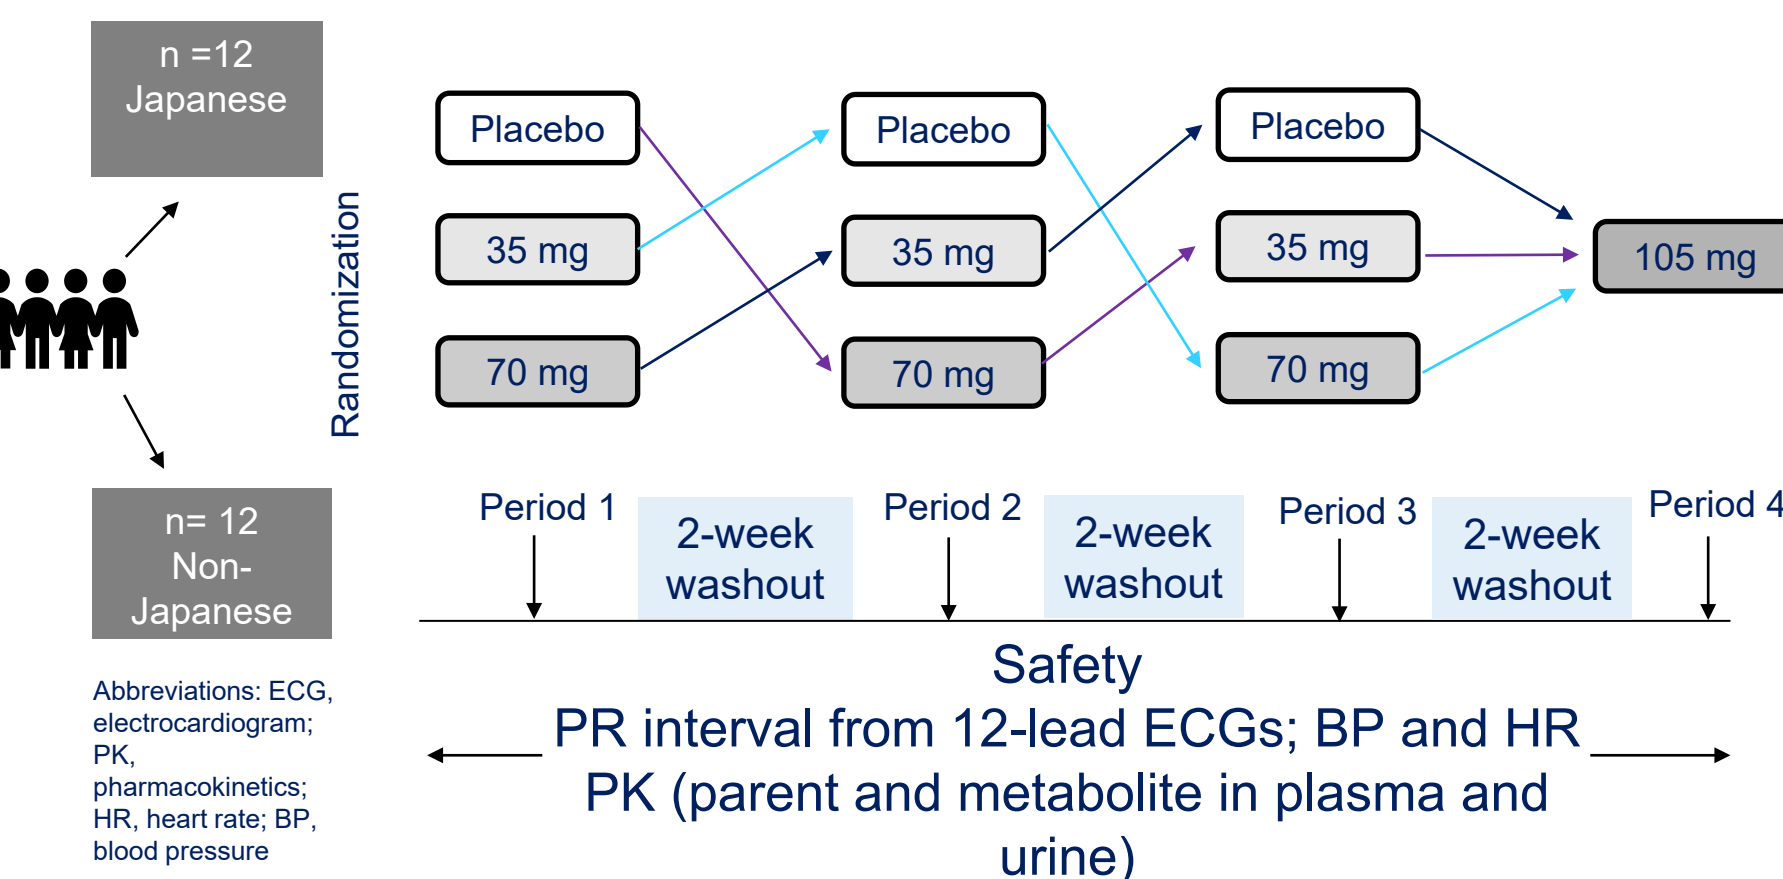 n =12
Japanese
Randomization
n= 12
Non-
Japanese
Abbreviations: ECG,
electrocardiogram;
PK,
pharmacokinetics;
HR, heart rate; BP,
blood pressure
Placebo
35 mg
70 mg
Placebo
35 mg
70 mg
Placebo
35 mg
70 mg
105 mg
Period 1
2-week
washout
Period 2
2-week
washout
Period 3
2-week
washout
Period 4
Safety
PR interval from 12-lead ECGs; BP and HR
PK (parent and metabolite in plasma and
urine)